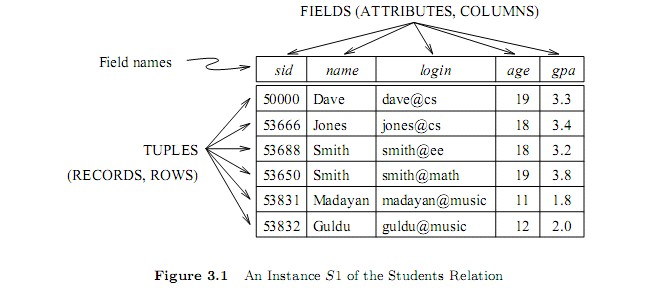 FIELDS (ATTRIBUTES, COLUMNS)
Field names
sid name login age gpa
50000 Dave dave@cs 19 3.3
53666 Jones jones@cs 18 3.4
53688 Smith smith@ee 18 3.2
53650 Smith smith@math 19 3.8
53831 Madayan madayan@music 11 1.8
53832 Guldu guldu@music 12 2.0
TUPLES
(RECORDS, ROWS)
Figure 3.1 An Instance S1 of the Students Relation